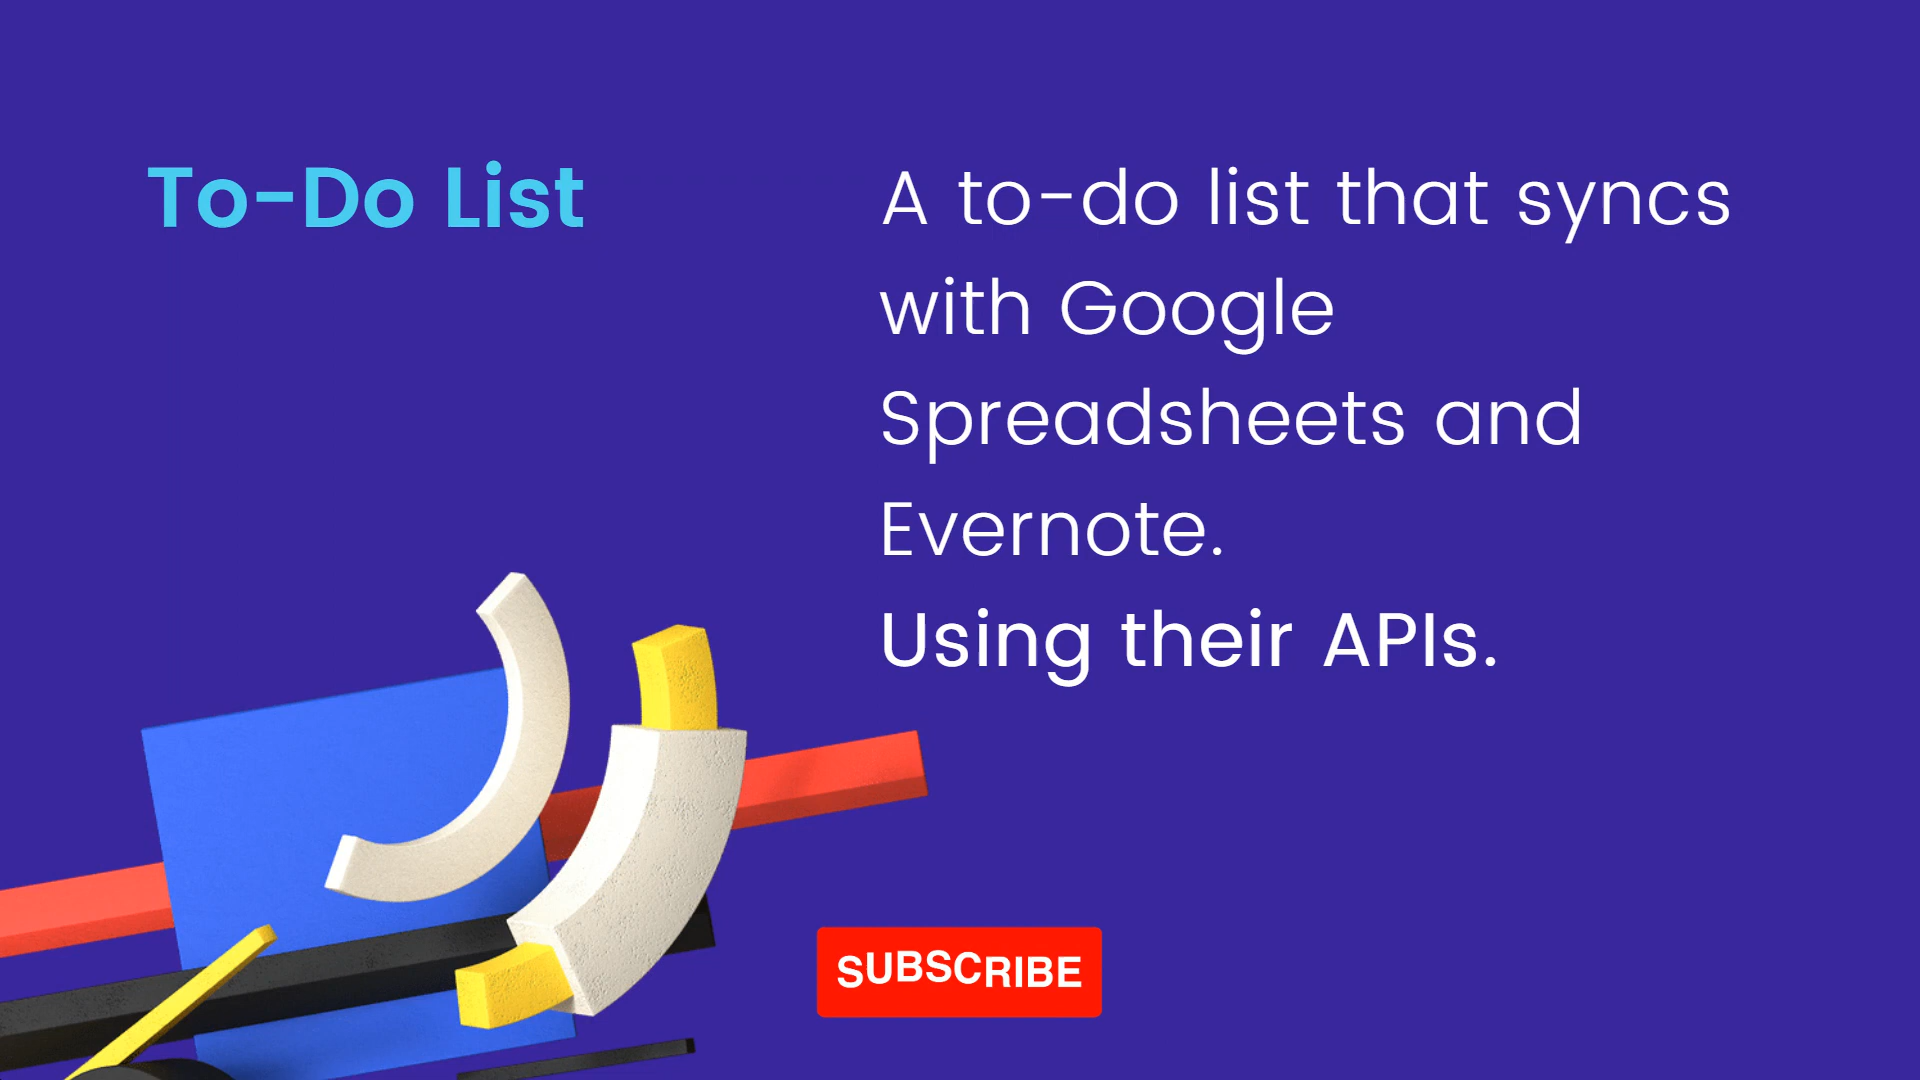 To-Do List
A to-do list that syncs
with Google
Spreadsheets and
Evernote.
Using their APIs.
SUBSCRIBE